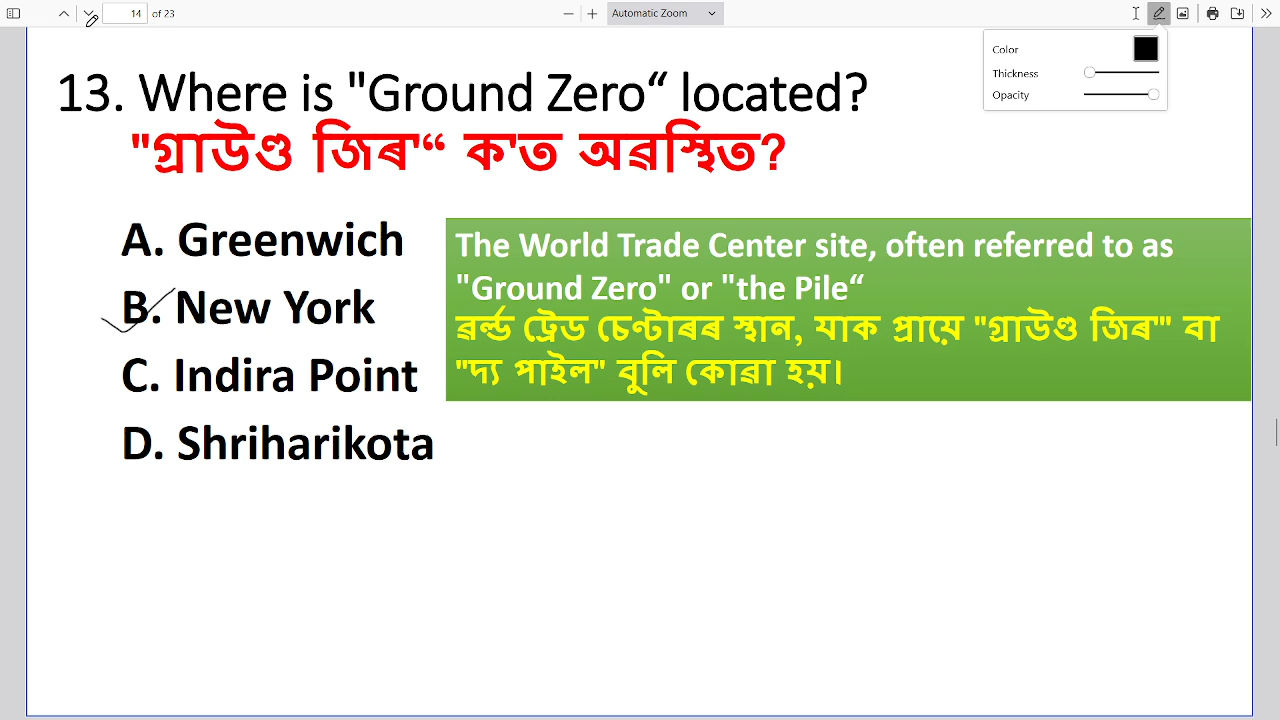 14 of 23
Automatic Zoom
Color
Thickness
Opacity
13. Where is "Ground Zero“ located?
"গ্ৰাউণ্ড জিৰ'“ ক'ত অৱস্থিত?
A. Greenwich
B. New York
C. Indira Point
D. Shriharikota
The World Trade Center site, often referred to as
"Ground Zero" or "the Pile“
ৱৰ্ল্ড ট্ৰেড চেণ্টাৰৰ স্থান, যাক প্ৰায়ে "গ্ৰাউণ্ড জিৰ'" বা
"দ্য পাইল" বুলি কোৱা হয়।